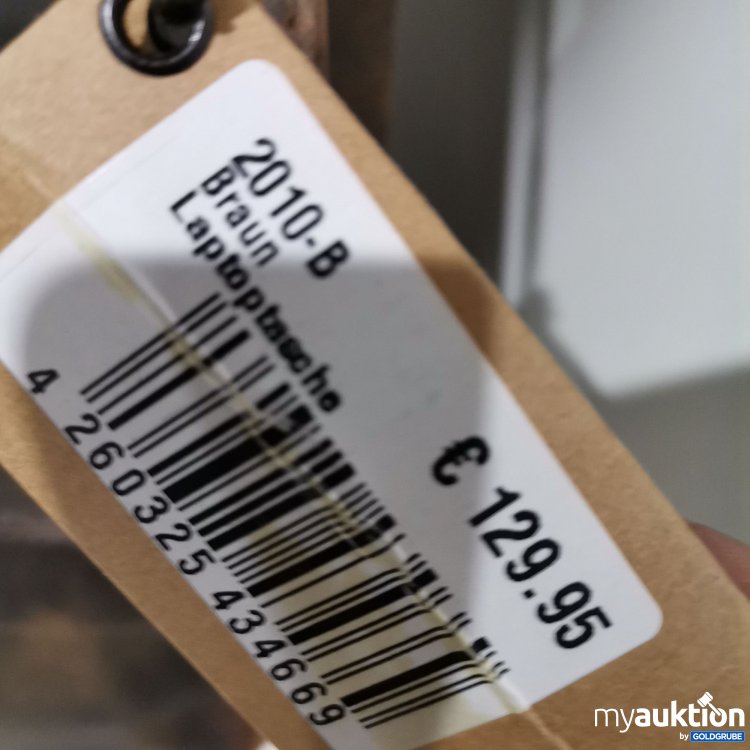 2010-B
Braun
Laptoptasche
€ 129.95
4 260325 434669
myauktion
by GOLDGRUBE